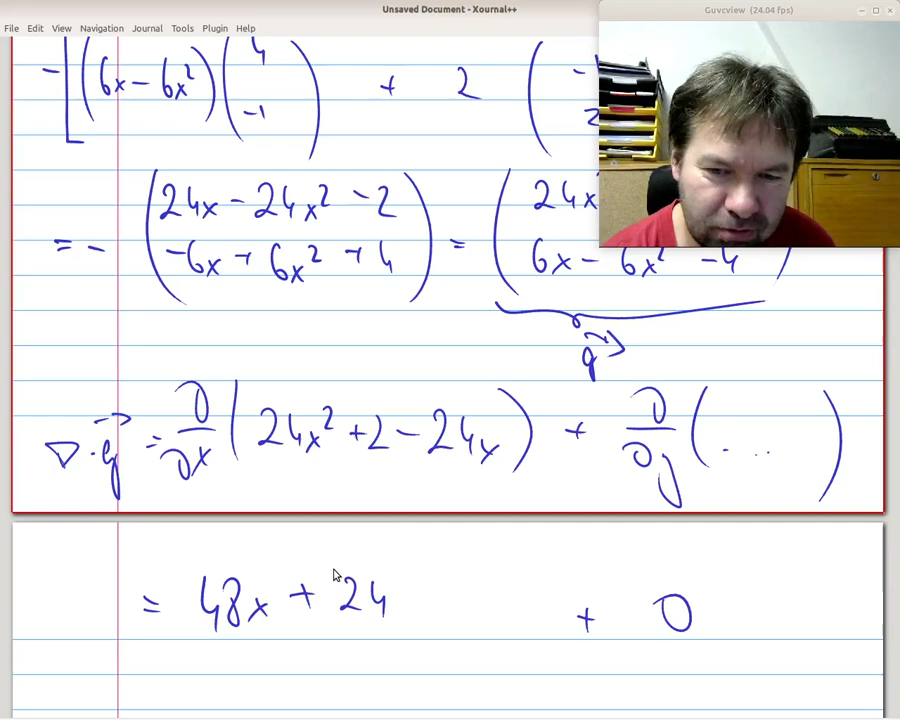 Unsaved Document - Xournal++
Guvcview (24.04 fps)
File Edit View Navigation Journal Tools Plugin Help
-[(6x - 6x²)(4 -1) + 2 (
= - (24x - 24x² - 2
-6x + 6x² + 4) = (24x
6x - 6x² - 4)
q⃗
∇·q⃗ = ∂/∂x (24x² + 2 - 24x) + ∂/∂y (. ...)
= 48x + 24 + 0